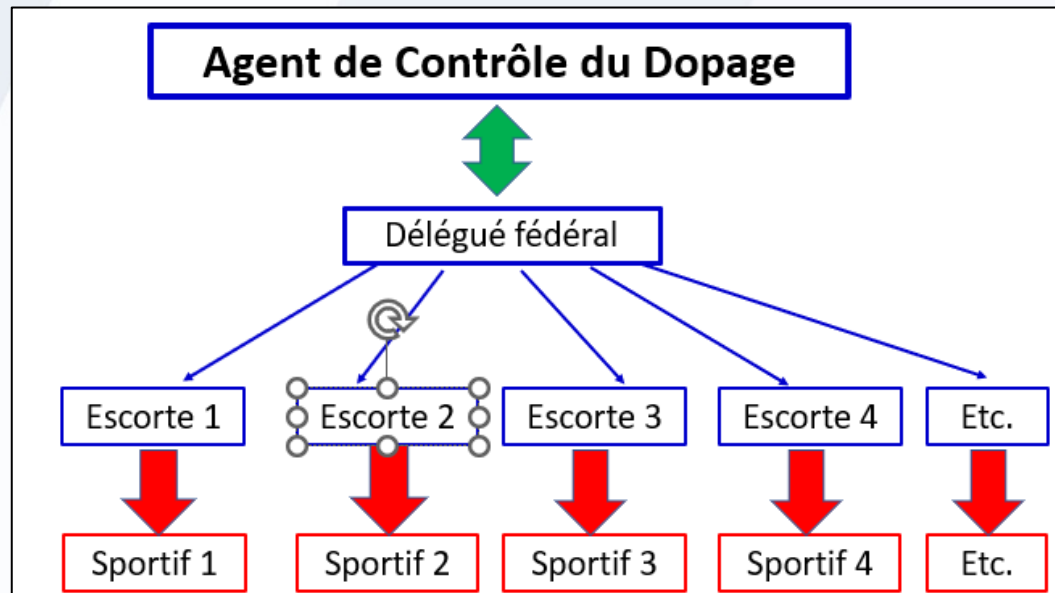 Agent de Contrôle du Dopage
Délégué fédéral
Escorte 1
Escorte 2
Escorte 3
Escorte 4
Etc.
Sportif 1
Sportif 2
Sportif 3
Sportif 4
Etc.